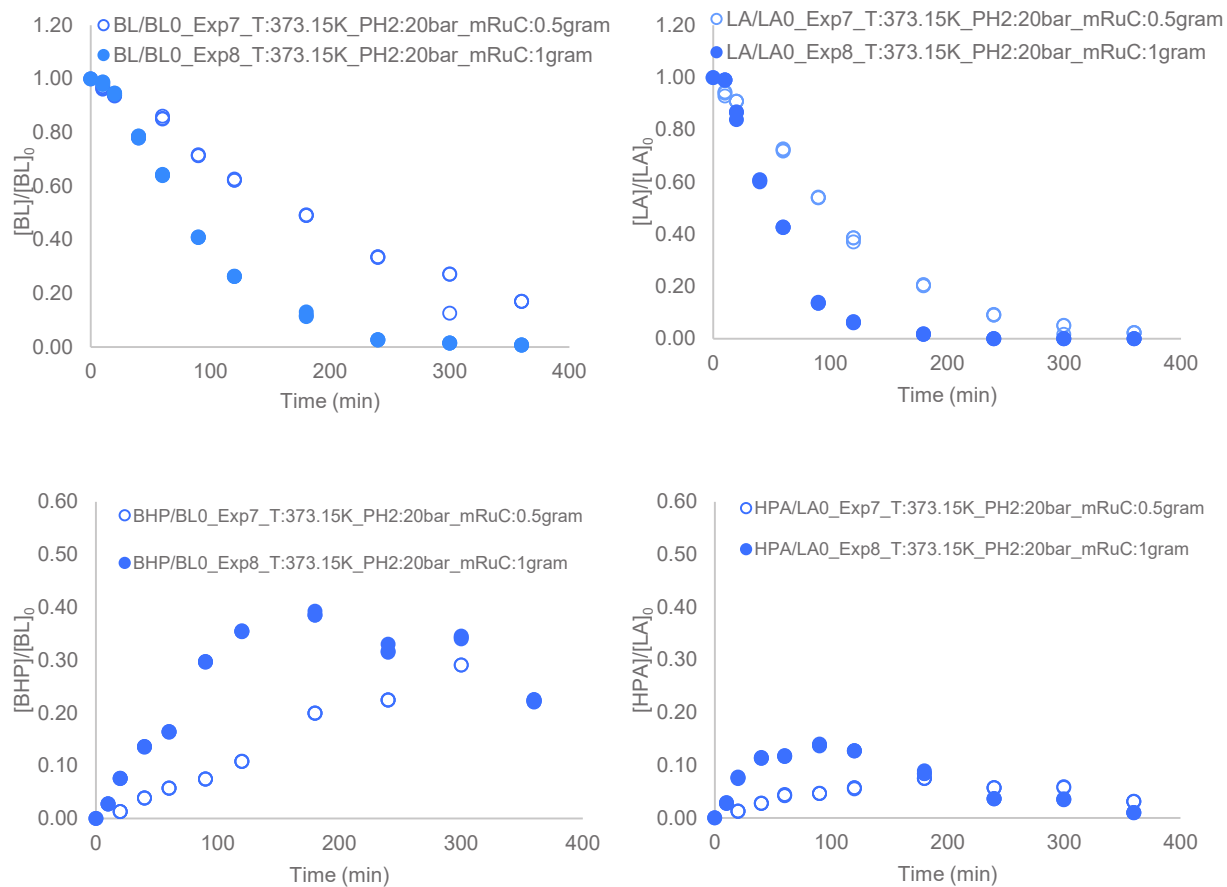 BL/BL0_Exp7_T:373.15K_PH2:20bar_mRuC:0.5gram
BL/BL0_Exp8_T:373.15K_PH2:20bar_mRuC:1gram
1.20
1.00
0.80
0.60
0.40
0.20
0.00
[BL]/[BL]₀
0 100 200 300 400
Time (min)
LA/LA0_Exp7_T:373.15K_PH2:20bar_mRuC:0.5gram
LA/LA0_Exp8_T:373.15K_PH2:20bar_mRuC:1gram
1.20
1.00
0.80
0.60
0.40
0.20
0.00
[LA]/[LA]₀
0 100 200 300 400
Time (min)
BHP/BL0_Exp7_T:373.15K_PH2:20bar_mRuC:0.5gram
BHP/BL0_Exp8_T:373.15K_PH2:20bar_mRuC:1gram
0.60
0.50
0.40
0.30
0.20
0.10
0.00
[BHP]/[BL]₀
0 100 200 300 400
Time (min)
HPA/LA0_Exp7_T:373.15K_PH2:20bar_mRuC:0.5gram
HPA/LA0_Exp8_T:373.15K_PH2:20bar_mRuC:1gram
0.60
0.50
0.40
0.30
0.20
0.10
0.00
[HPA]/[LA]₀
0 100 200 300 400
Time (min)